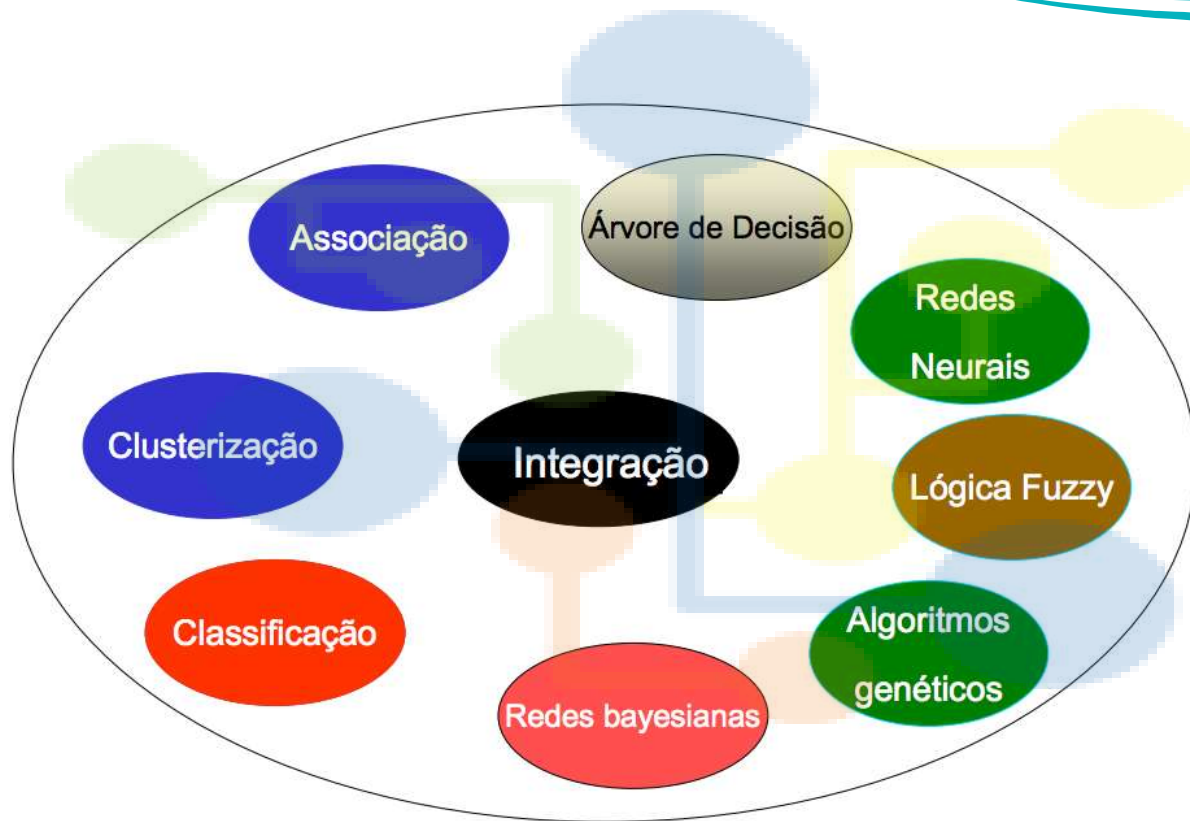 Associação
Árvore de Decisão
Redes
Neurais
Clusterização
Integração
Lógica Fuzzy
Classificação
Algoritmos
genéticos
Redes bayesianas